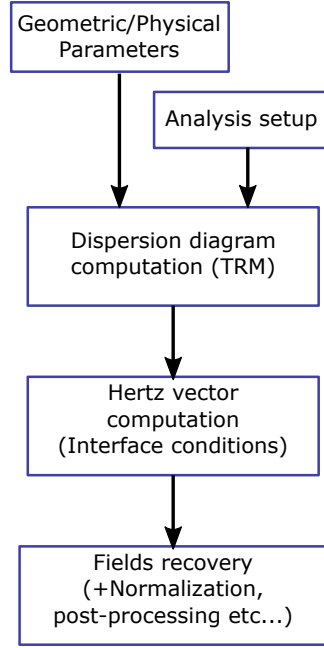 Geometric/Physical
Parameters
Analysis setup
Dispersion diagram
computation (TRM)
Hertz vector
computation
(Interface conditions)
Fields recovery
(+Normalization,
post-processing etc...)